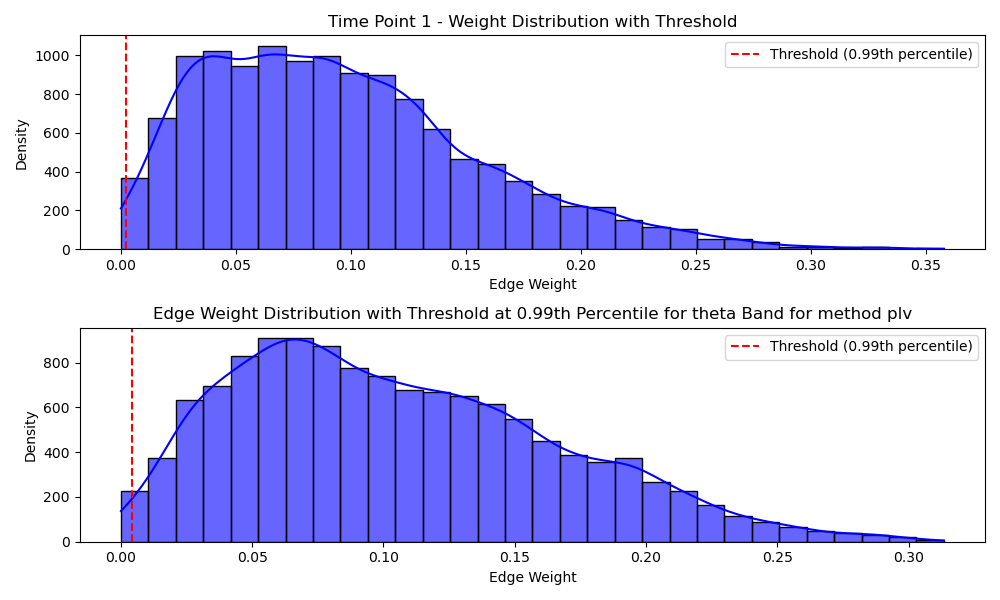 Time Point 1 - Weight Distribution with Threshold
Threshold (0.99th percentile)
Density
1000
800
600
400
200
0
0.00 0.05 0.10 0.15 0.20 0.25 0.30 0.35
Edge Weight
Edge Weight Distribution with Threshold at 0.99th Percentile for theta Band for method plv
Threshold (0.99th percentile)
Density
800
600
400
200
0
0.00 0.05 0.10 0.15 0.20 0.25 0.30
Edge Weight